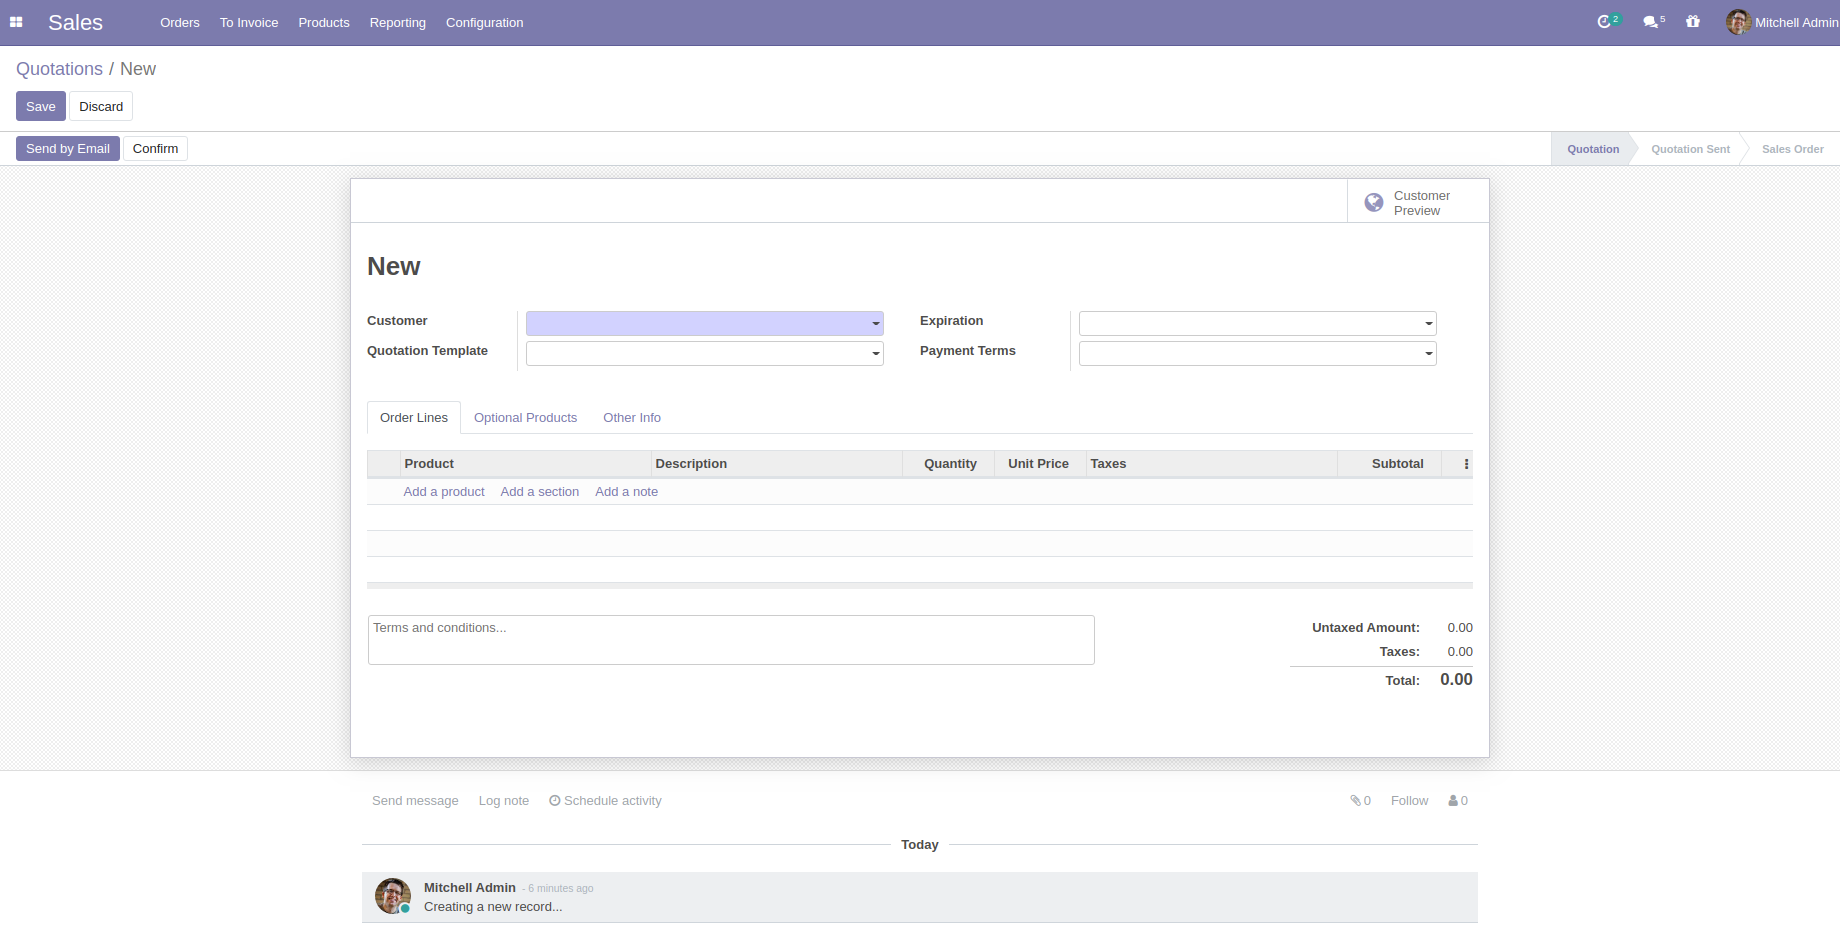 Sales Orders To Invoice Products Reporting Configuration 2 5 Mitchell Admin
Quotations / New
Save Discard
Send by Email Confirm Quotation Quotation Sent Sales Order
Customer
Preview
New
Customer Expiration
Quotation Template Payment Terms
Order Lines Optional Products Other Info
Product Description Quantity Unit Price Taxes Subtotal
Add a product Add a section Add a note
Terms and conditions... Untaxed Amount: 0.00
Taxes: 0.00
Total: 0.00
Send message Log note Schedule activity 0 Follow 0
Today
Mitchell Admin - 6 minutes ago
Creating a new record...